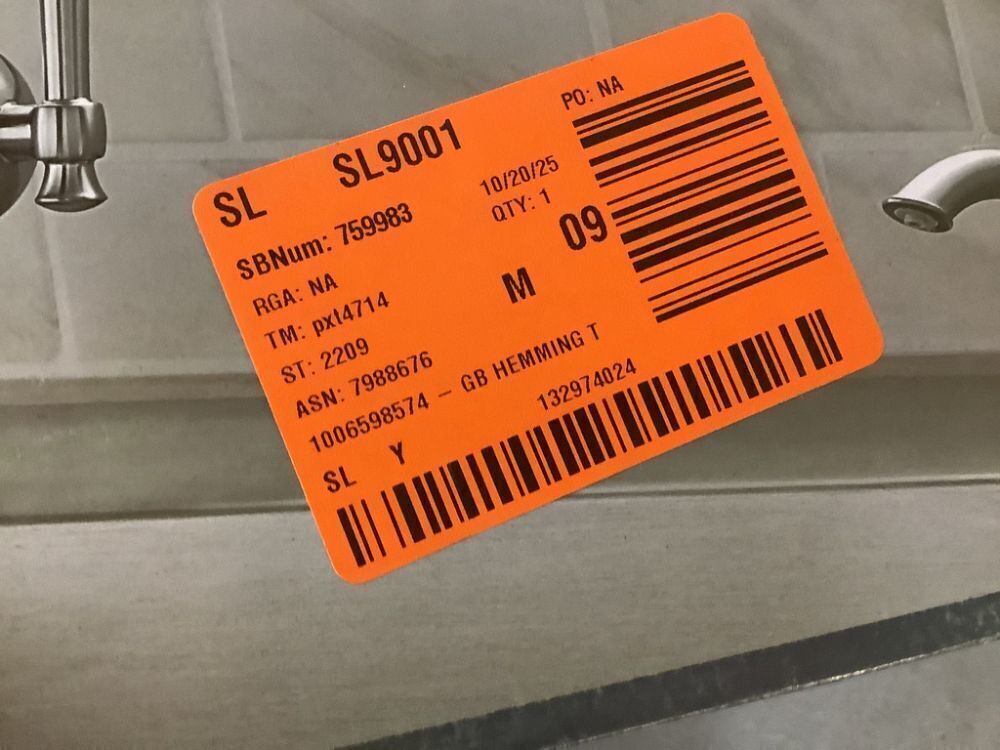 SL SL9001 PO: NA
SBNum: 759983 10/20/25
RGA: NA QTY: 1
TM: pxt4714 M 09
ST: 2209
ASN: 7988676
1006598574 - GB HEMMING T
SL Y 132974024